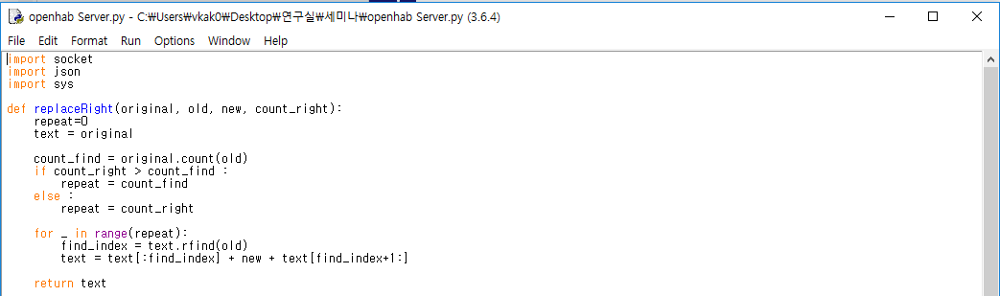 openhab Server.py - C:₩Users₩vkak0₩Desktop₩연구실₩세미나₩openhab Server.py (3.6.4)
File Edit Format Run Options Window Help
import socket
import json
import sys
def replaceRight(original, old, new, count_right):
    repeat=0
    text = original
    count_find = original.count(old)
    if count_right > count_find :
        repeat = count_find
    else :
        repeat = count_right
    for _ in range(repeat):
        find_index = text.rfind(old)
        text = text[:find_index] + new + text[find_index+1:]
    return text